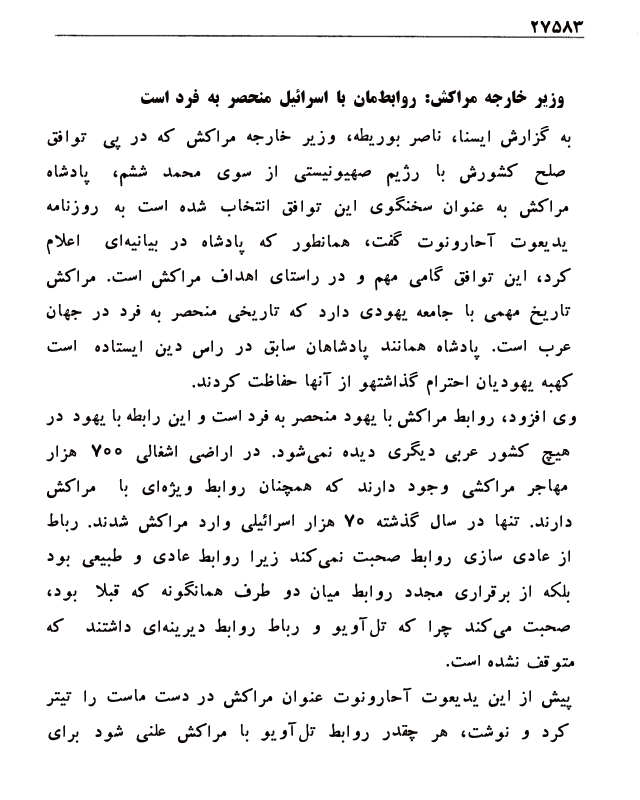 ۲۷۵۸۳
وزیر خارجه مراکش: روابط‌مان با اسرائیل منحصر به فرد است
به گزارش ایسنا، ناصر بوریطه، وزیر خارجه مراکش که در پی توافق
صلح کشورش با رژیم صهیونیستی از سوی محمد ششم، پادشاه
مراکش به عنوان سخنگوی این توافق انتخاب شده است به روزنامه
یدیعوت آحارونوت گفت، همانطور که پادشاه در بیانیه‌ای اعلام
کرد، این توافق گامی مهم و در راستای اهداف مراکش است. مراکش
تاریخ مهمی با جامعه یهودی دارد که تاریخی منحصر به فرد در جهان
عرب است. پادشاه همانند پادشاهان سابق در راس دین ایستاده است
کهبه یهودیان احترام گذاشتهو از آنها حفاظت کردند.
وی افزود، روابط مراکش با یهود منحصر به فرد است و این رابطه با یهود در
هیچ کشور عربی دیگری دیده نمی‌شود. در اراضی اشغالی ۷۰۰ هزار
مهاجر مراکشی وجود دارند که همچنان روابط ویژه‌ای با مراکش
دارند. تنها در سال گذشته ۷۰ هزار اسرائیلی وارد مراکش شدند. رباط
از عادی سازی روابط صحبت نمی‌کند زیرا روابط عادی و طبیعی بود
بلکه از برقراری مجدد روابط میان دو طرف همانگونه که قبلا بود،
صحبت می‌کند چرا که تل‌آویو و رباط روابط دیرینه‌ای داشتند که
متوقف نشده است.
پیش از این یدیعوت آحارونوت عنوان مراکش در دست ماست را تیتر
کرد و نوشت، هر چقدر روابط تل‌آویو با مراکش علنی شود برای